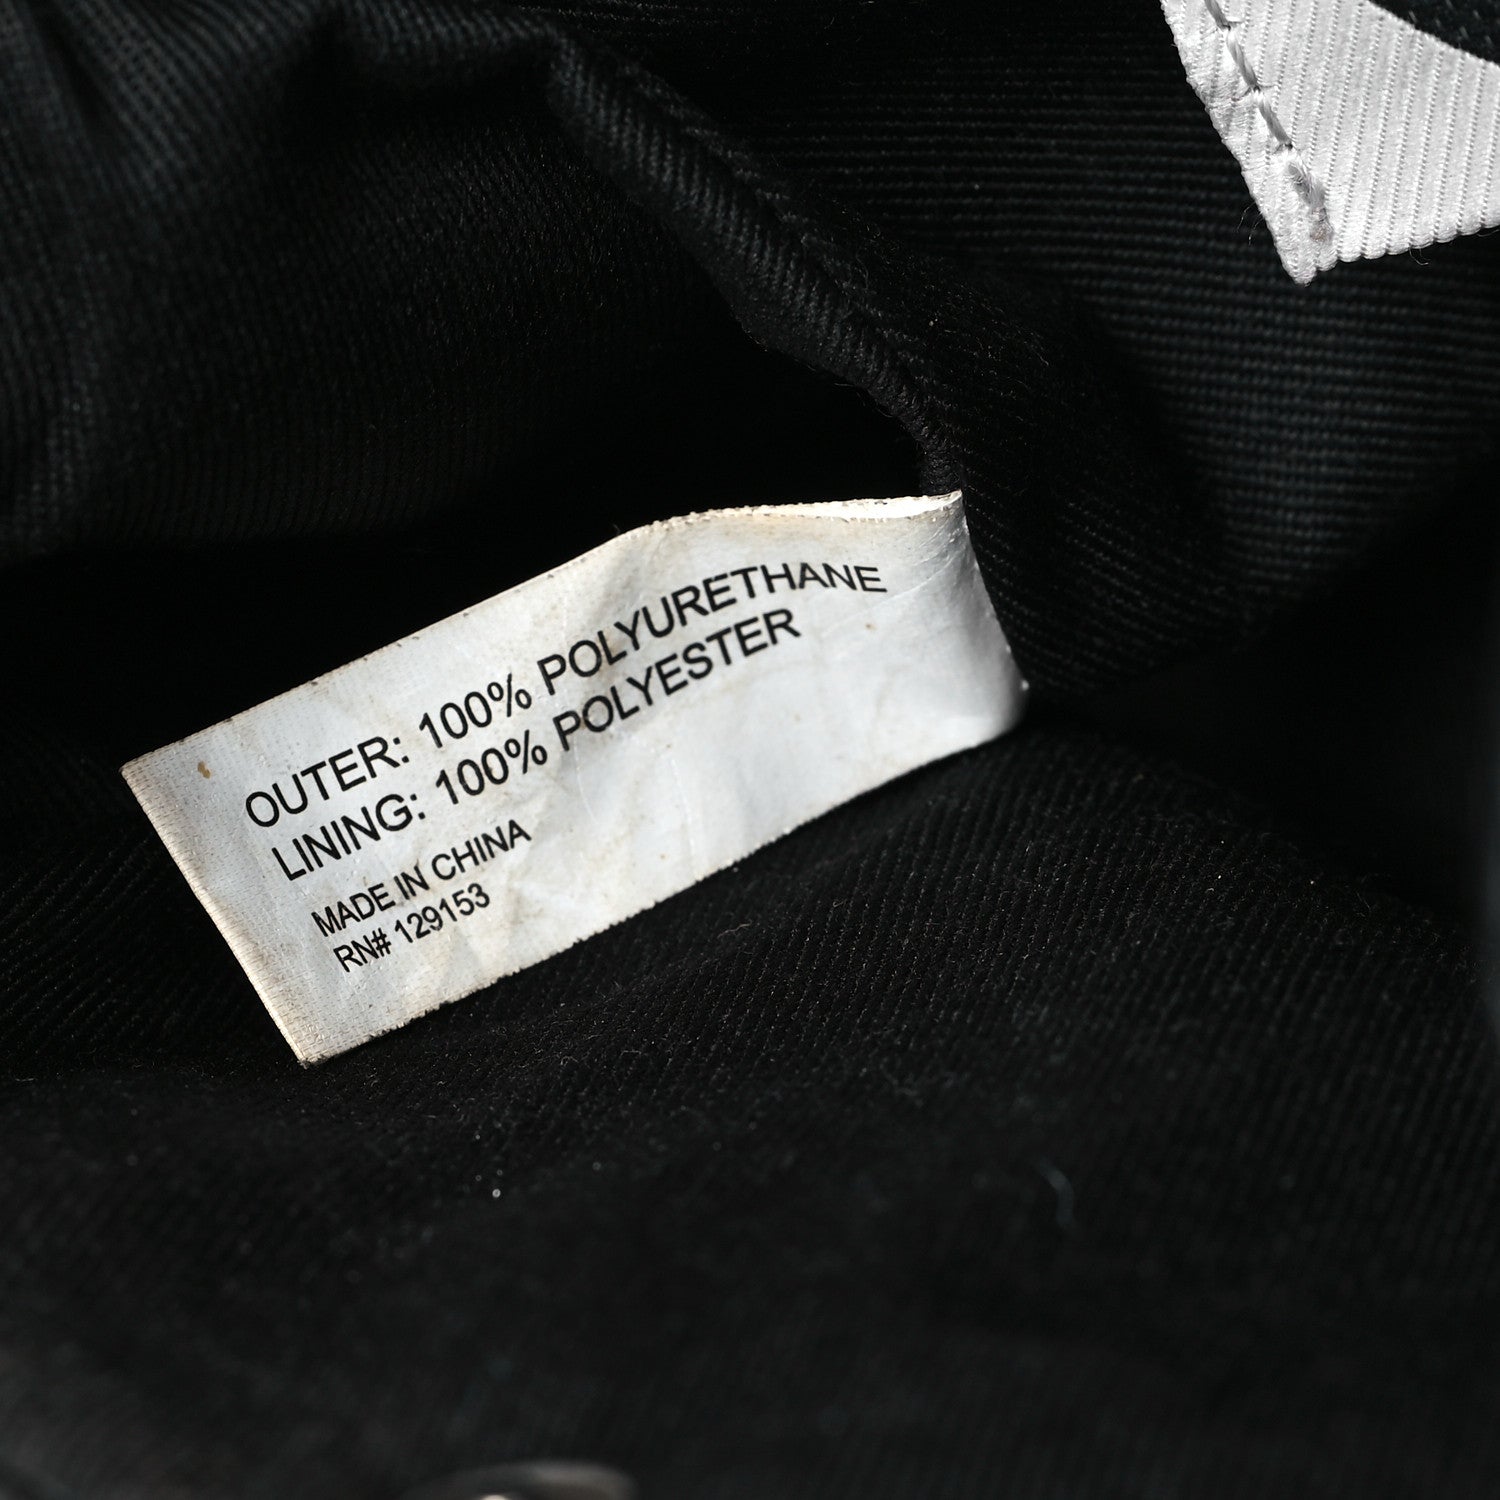 OUTER: 100% POLYURETHANE
LINING: 100% POLYESTER
MADE IN CHINA
RN# 129153